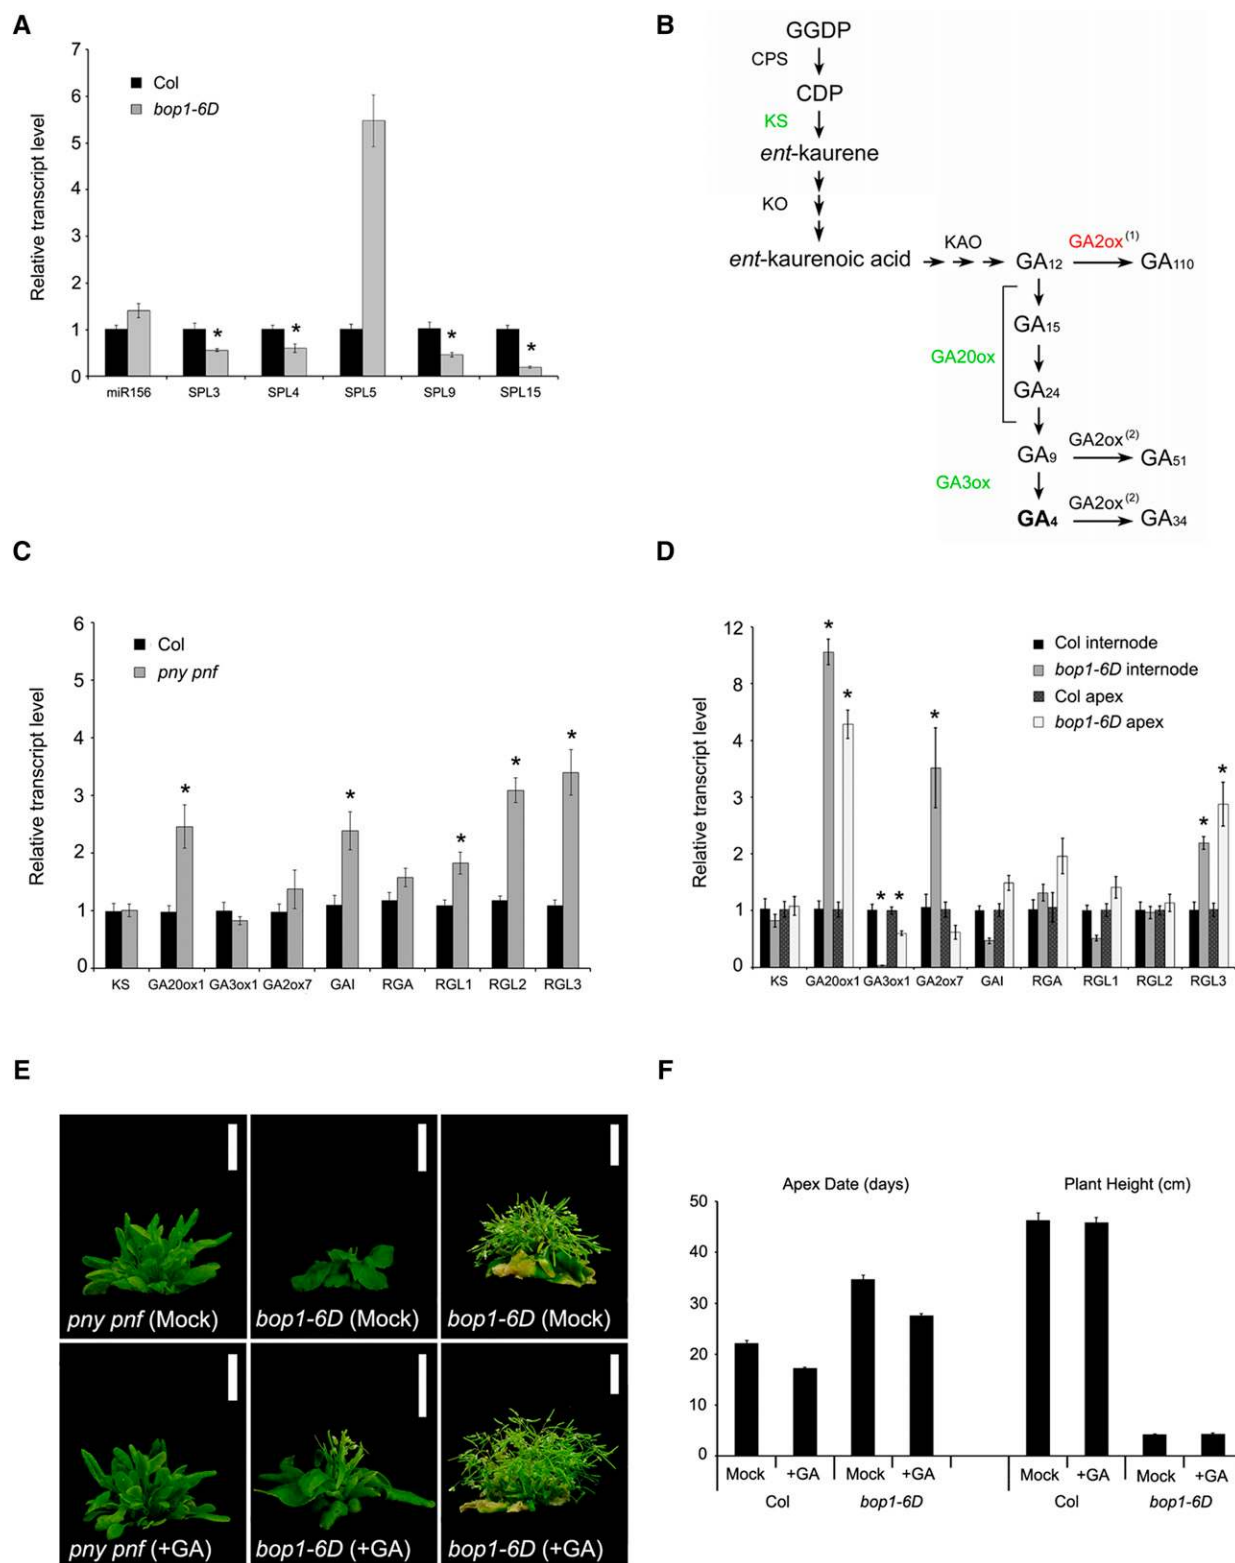 A
7
6
5
4
3
2
1
0
Relative transcript level
Col
bop1-6D
*
*
*
*
miR156 SPL3 SPL4 SPL5 SPL9 SPL15
B
GGDP
CPS
CDP
KS
ent-kaurene
KO
ent-kaurenoic acid
KAO
GA12
GA2ox (1)
GA110
GA15
GA20ox
GA24
GA9
GA2ox (2)
GA51
GA3ox
GA4
GA2ox (2)
GA34
C
6
5
4
3
2
1
0
Relative transcript level
Col
pny pnf
*
*
*
*
*
KS GA20ox1 GA3ox1 GA2ox7 GAI RGA RGL1 RGL2 RGL3
D
12
8
4
3
2
1
0
Relative transcript level
Col internode
bop1-6D internode
Col apex
bop1-6D apex
*
*
* *
*
*
*
KS GA20ox1 GA3ox1 GA2ox7 GAI RGA RGL1 RGL2 RGL3
E
pny pnf (Mock)
bop1-6D (Mock)
bop1-6D (Mock)
pny pnf (+GA)
bop1-6D (+GA)
bop1-6D (+GA)
F
Apex Date (days)
Plant Height (cm)
50
40
30
20
10
0
Mock +GA Mock +GA Mock +GA Mock +GA
Col bop1-6D Col bop1-6D